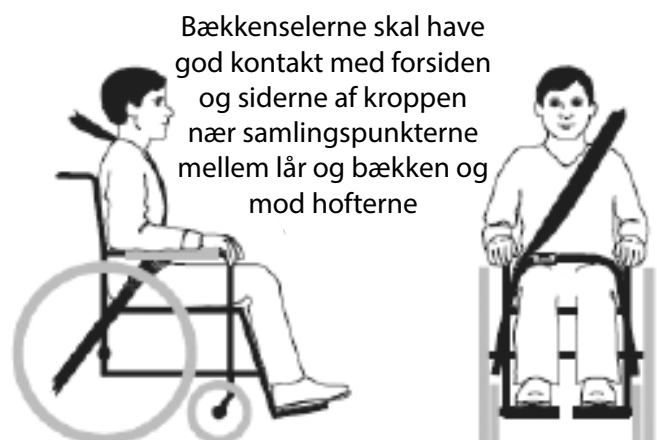 Bækkenselerne skal have
god kontakt med forsiden
og siderne af kroppen
nær samlingspunkterne
mellem lår og bækken og
mod hofterne